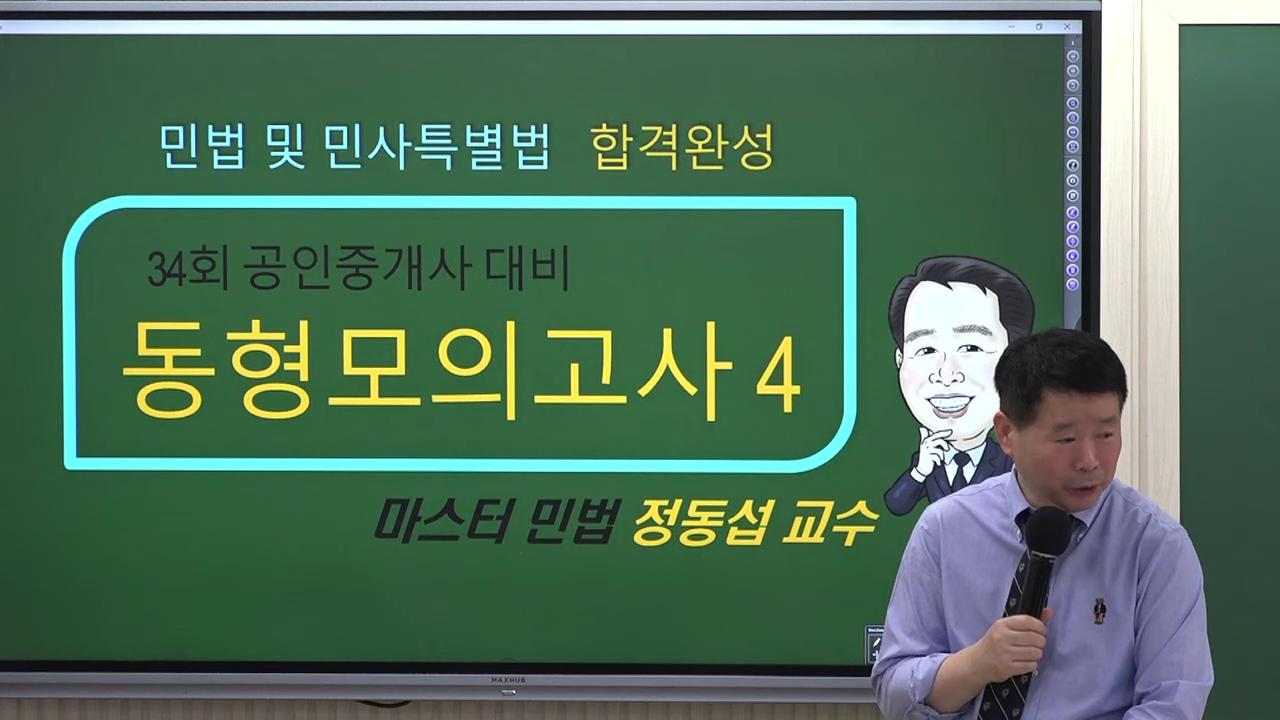 민법 및 민사특별법 합격완성
34회 공인중개사 대비
동형모의고사 4
마스터 민법 정동섭 교수
MAXHUB